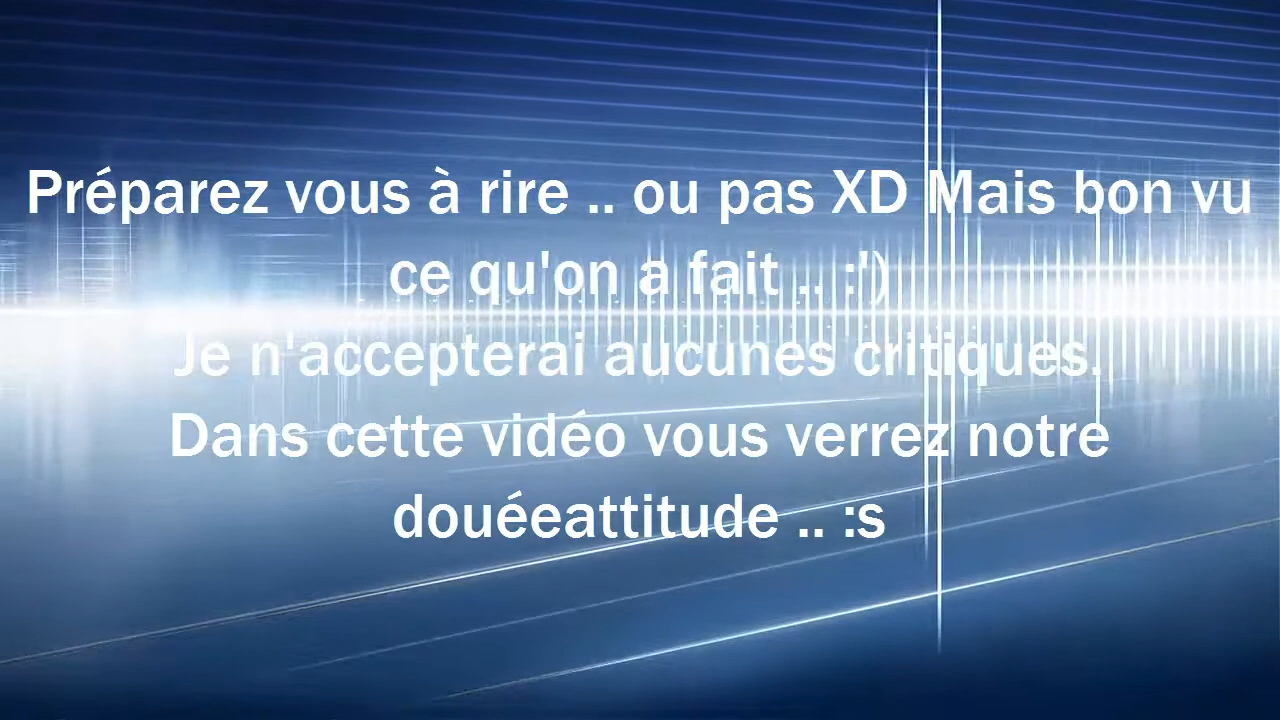 Préparez vous à rire .. ou pas XD Mais bon vu
ce qu'on a fait .. :')
Je n'accepterai aucunes critiques.
Dans cette vidéo vous verrez notre
douéeattitude .. :s